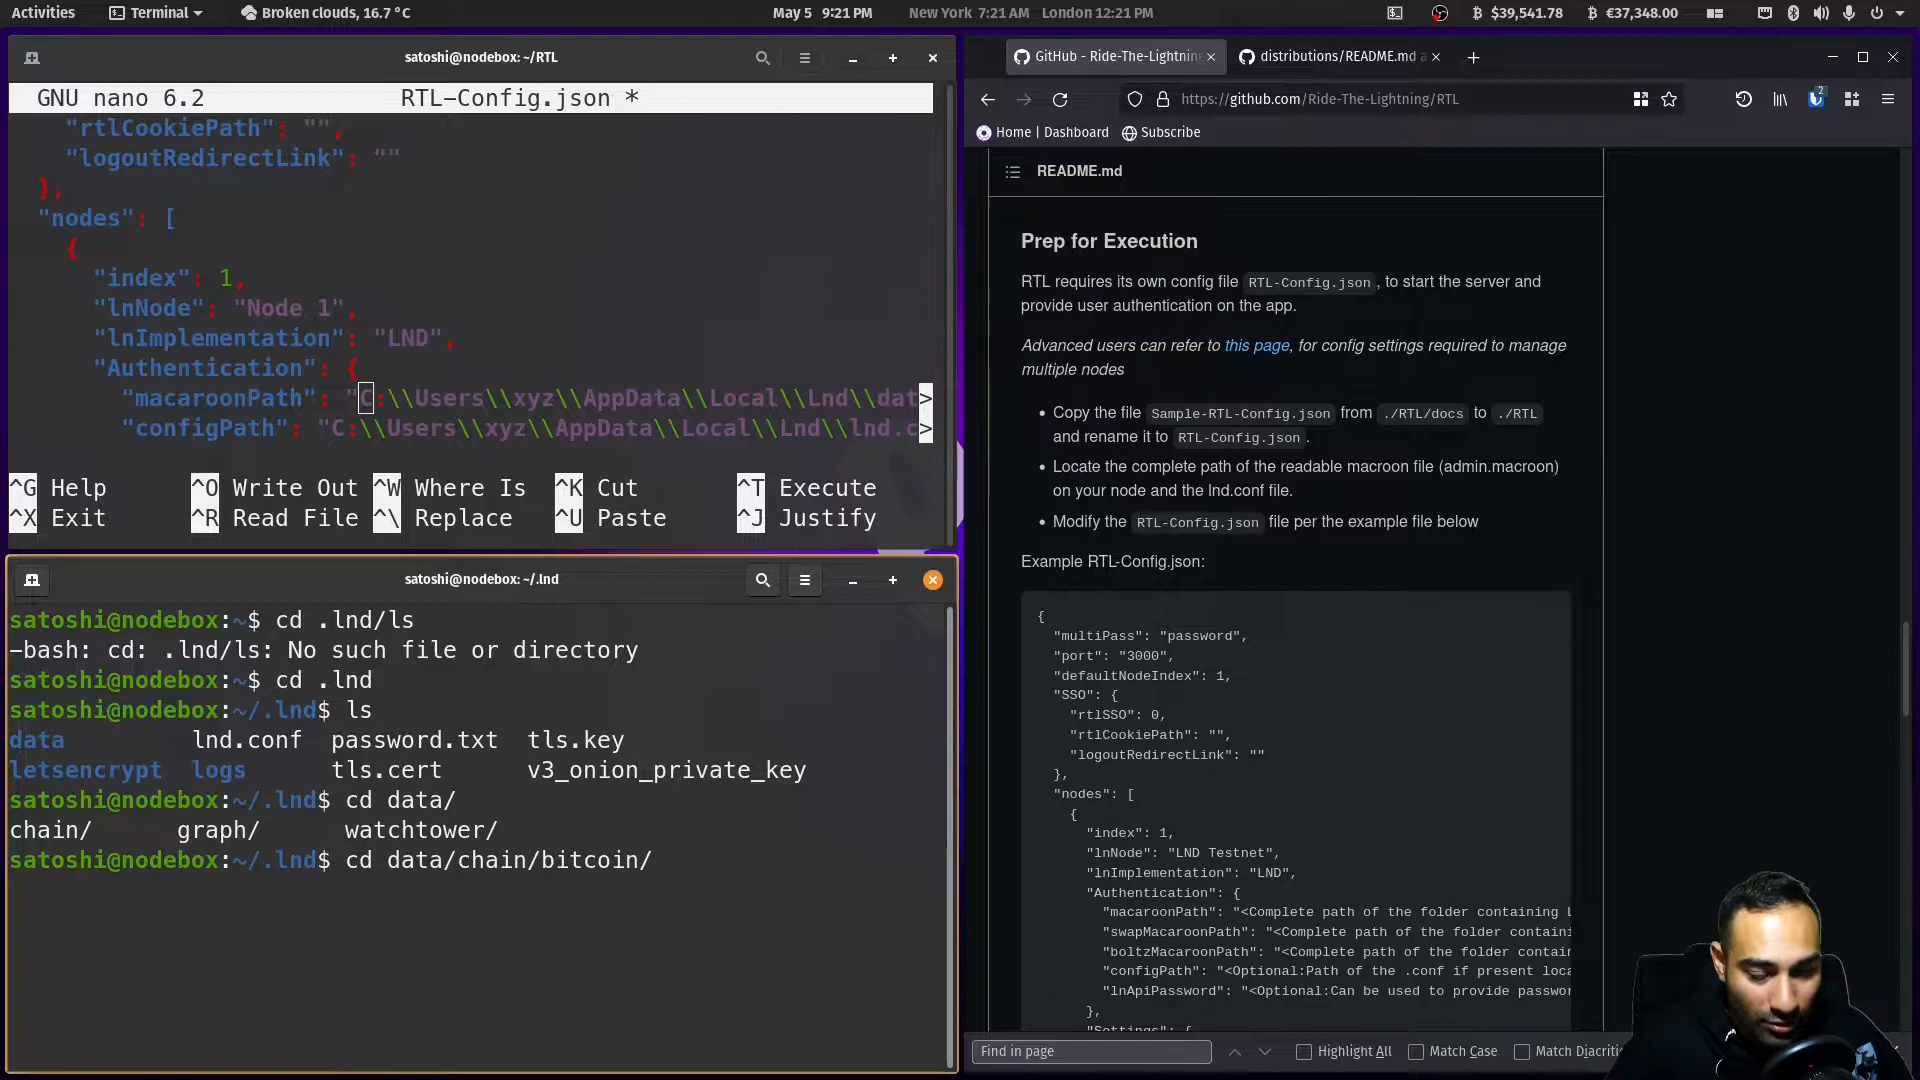 Activities
Terminal
Broken clouds, 16.7 °C
May 5 9:21 PM
New York 7:21 AM London 12:21 PM
$39,541.78
€37,348.00
satoshi@nodebox: ~/RTL
GNU nano 6.2 RTL-Config.json *
"rtlCookiePath": "",
"logoutRedirectLink": ""
},
"nodes": [
{
"index": 1,
"lnNode": "Node 1",
"lnImplementation": "LND",
"Authentication": {
"macaroonPath": "C:\\Users\\xyz\\AppData\\Local\\Lnd\\dat>
"configPath": "C:\\Users\\xyz\\AppData\\Local\\Lnd\\lnd.c>
^G Help ^O Write Out ^W Where Is ^K Cut ^T Execute
^X Exit ^R Read File ^\ Replace ^U Paste ^J Justify
satoshi@nodebox: ~/.lnd
satoshi@nodebox:~$ cd .lnd/ls
-bash: cd: .lnd/ls: No such file or directory
satoshi@nodebox:~$ cd .lnd
satoshi@nodebox:~/.lnd$ ls
data lnd.conf password.txt tls.key
letsencrypt logs tls.cert v3_onion_private_key
satoshi@nodebox:~/.lnd$ cd data/
chain/ graph/ watchtower/
satoshi@nodebox:~/.lnd$ cd data/chain/bitcoin/
GitHub - Ride-The-Lightning
distributions/README.md a
https://github.com/Ride-The-Lightning/RTL
2
Home | Dashboard
Subscribe
README.md
Prep for Execution
RTL requires its own config file RTL-Config.json , to start the server and
provide user authentication on the app.
Advanced users can refer to this page, for config settings required to manage
multiple nodes
• Copy the file Sample-RTL-Config.json from ./RTL/docs to ./RTL
and rename it to RTL-Config.json .
• Locate the complete path of the readable macroon file (admin.macroon)
on your node and the lnd.conf file.
• Modify the RTL-Config.json file per the example file below
Example RTL-Config.json:
{
"multiPass": "password",
"port": "3000",
"defaultNodeIndex": 1,
"SSO": {
"rtlSSO": 0,
"rtlCookiePath": "",
"logoutRedirectLink": ""
},
"nodes": [
{
"index": 1,
"lnNode": "LND Testnet",
"lnImplementation": "LND",
"Authentication": {
"macaroonPath": "<Complete path of the folder containing L
"swapMacaroonPath": "<Complete path of the folder containi
"boltzMacaroonPath": "<Complete path of the folder contain
"configPath": "<Optional:Path of the .conf if present loca
"lnApiPassword": "<Optional:Can be used to provide passwor
},
"Settings": {
Find in page
Highlight All
Match Case
Match Diacriti